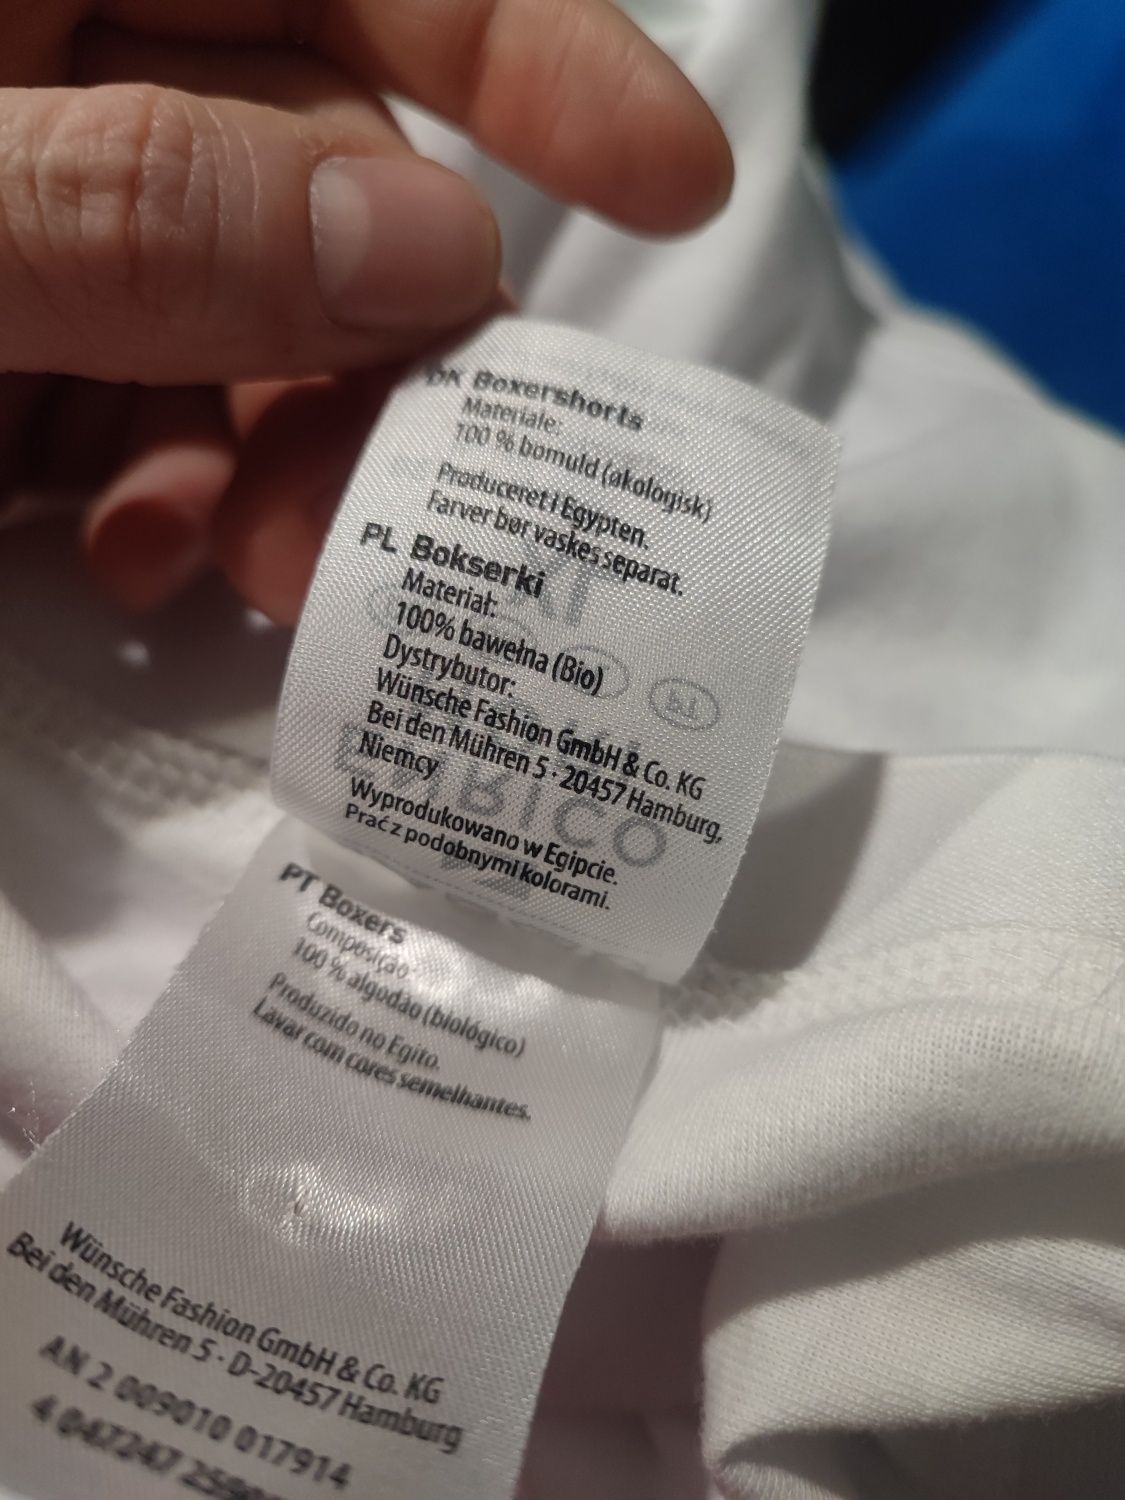 DK Boxershorts
Materiale:
100 % bomuld (økologisk)
Produceret i Egypten.
Farver bør vaskes separat.
PL Bokserki
Materiał:
100% bawełna (Bio)
Dystrybutor:
Wünsche Fashion GmbH & Co. KG
Bei den Mühren 5 · 20457 Hamburg,
Niemcy
Wyprodukowano w Egipcie.
Prać z podobnymi kolorami.
PT Boxers
Composição:
100 % algodão (biológico)
Produzido no Egito.
Lavar com cores semelhantes.
Wünsche Fashion GmbH & Co. KG
Bei den Mühren 5 · D-20457 Hamburg
AN 2 009010 017914
4 047247